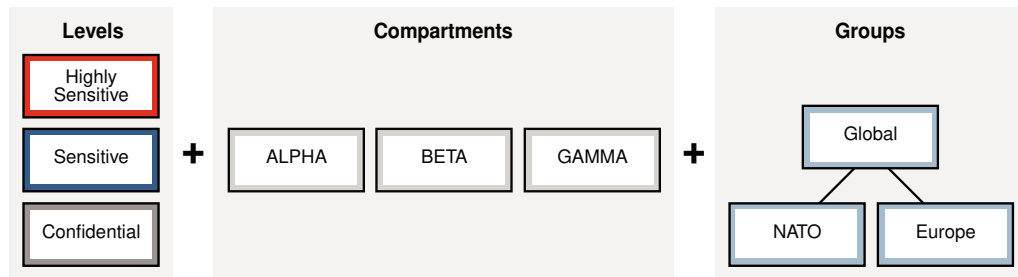 Levels
Highly
Sensitive
Sensitive
Confidential
+
Compartments
ALPHA
BETA
GAMMA
+
Groups
Global
NATO
Europe